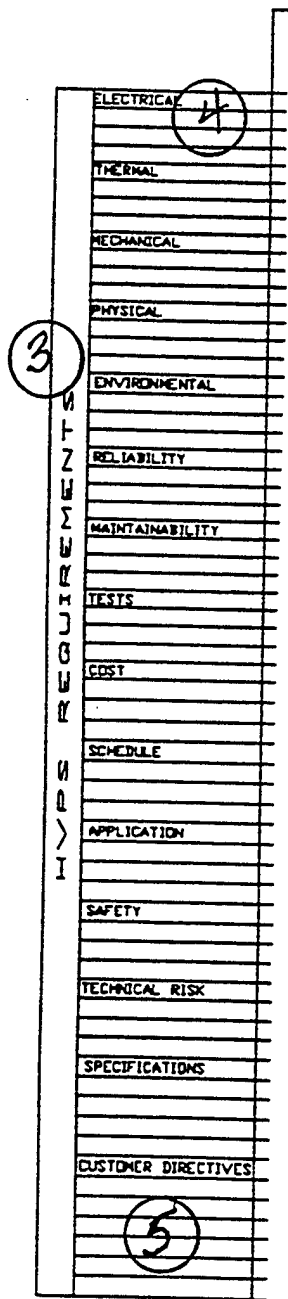 ELECTRICAL
4
THERMAL
MECHANICAL
PHYSICAL
3
ENVIRONMENTAL
RELIABILITY
MAINTAINABILITY
TESTS
COST
SCHEDULE
APPLICATION
SAFETY
TECHNICAL RISK
SPECIFICATIONS
CUSTOMER DIRECTIVES
5
HVPS REQUIREMENTS